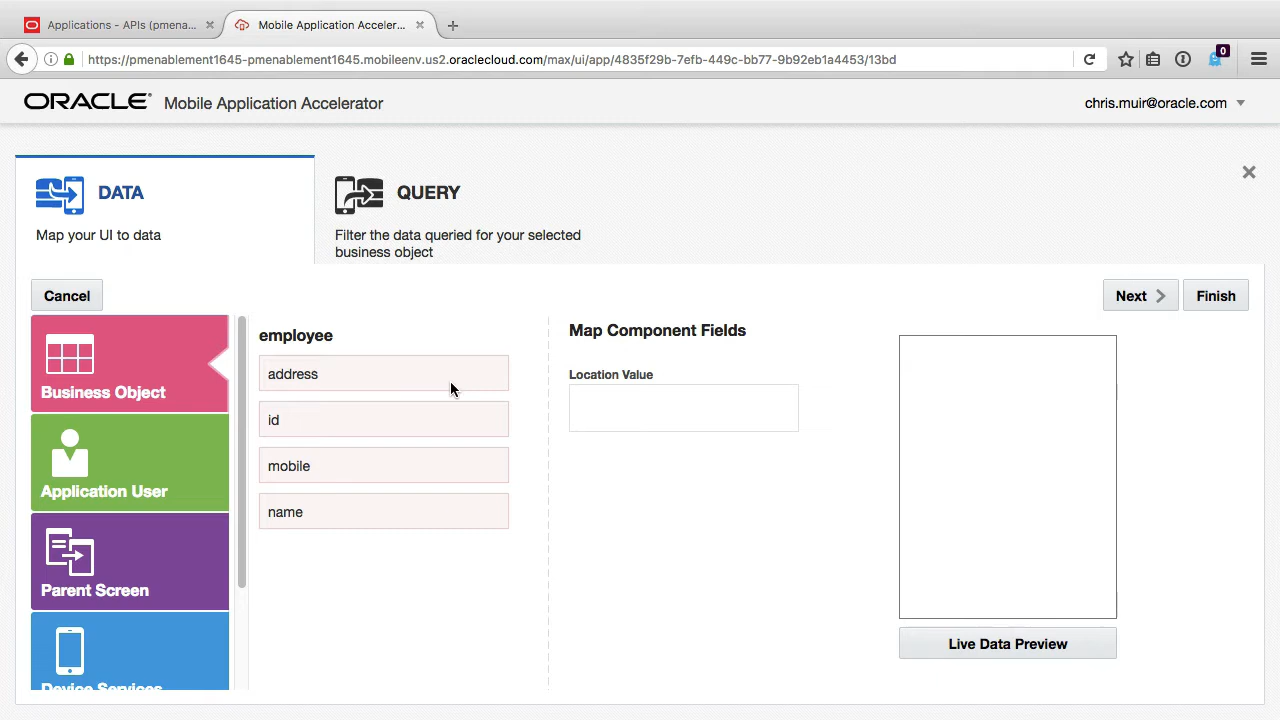 Applications - APIs (pmena...
Mobile Application Acceler...
https://pmenablement1645-pmenablement1645.mobileenv.us2.oraclecloud.com/max/ui/app/4835f29b-7efb-449c-bb77-9b92eb1a4453/13bd
0
ORACLE® Mobile Application Accelerator
chris.muir@oracle.com
DATA
Map your UI to data
QUERY
Filter the data queried for your selected
business object
Cancel
Next
Finish
Business Object
Application User
Parent Screen
Device Services
employee
address
id
mobile
name
Map Component Fields
Location Value
Live Data Preview